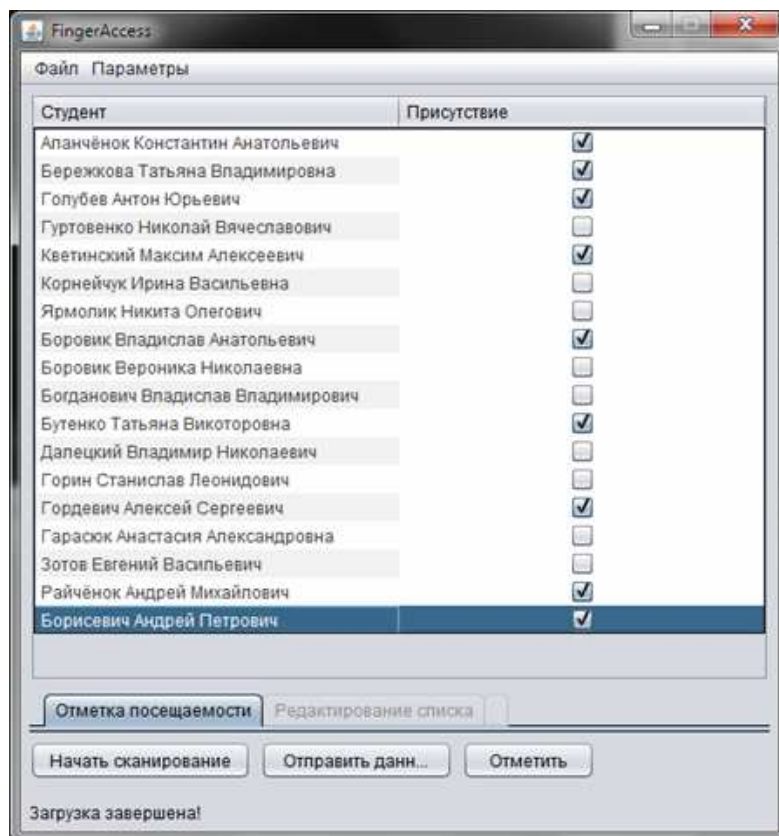 FingerAccess
Файл Параметры
Студент Присутствие
Апанчёнок Константин Анатольевич
Бережкова Татьяна Владимировна
Голубев Антон Юрьевич
Гуртовенко Николай Вячеславович
Кветинский Максим Алексеевич
Корнейчук Ирина Васильевна
Ярмолик Никита Олегович
Боровик Владислав Анатольевич
Боровик Вероника Николаевна
Богданович Владислав Владимирович
Бутенко Татьяна Викоторовна
Далецкий Владимир Николаевич
Горин Станислав Леонидович
Гордевич Алексей Сергеевич
Гарасюк Анастасия Александровна
Зотов Евгений Васильевич
Райчёнок Андрей Михайлович
Борисевич Андрей Петрович
Отметка посещаемости Редактирование списка
Начать сканирование Отправить данн... Отметить
Загрузка завершена!